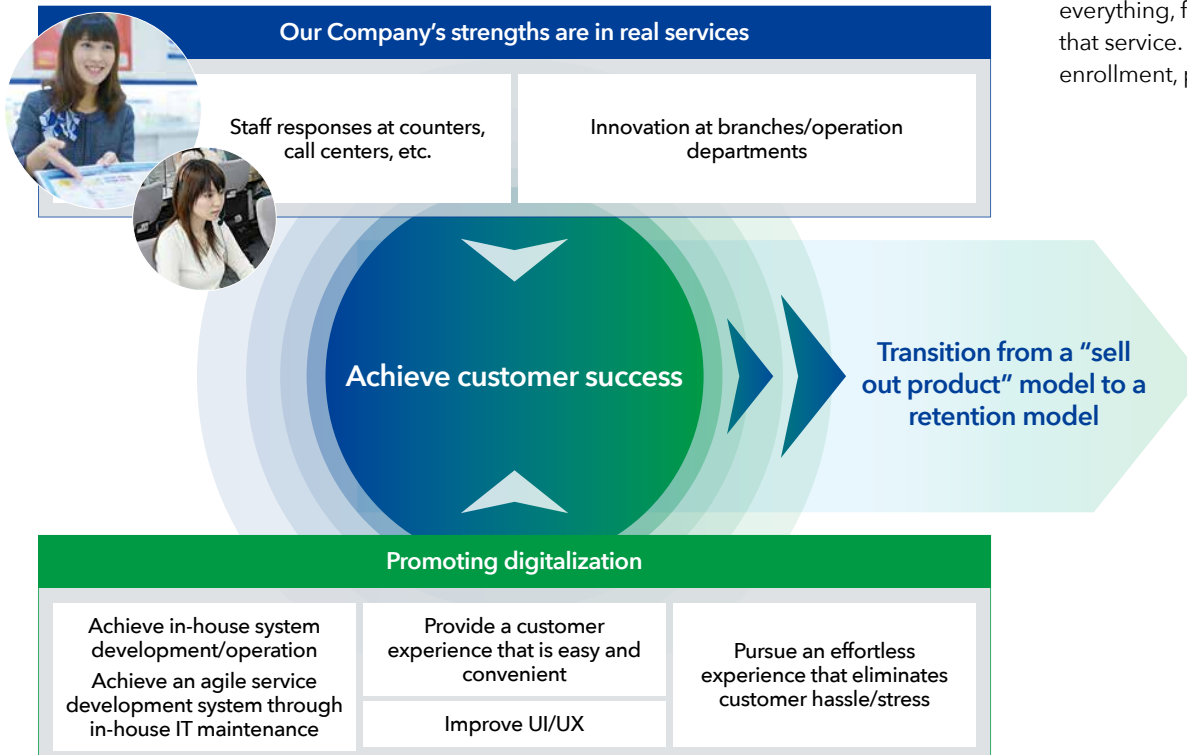 everything, f
that service.
enrollment, p
Our Company’s strengths are in real services
Staff responses at counters,
call centers, etc.
Innovation at branches/operation
departments
Achieve customer success
Transition from a “sell
out product” model to a
retention model
Promoting digitalization
Achieve in-house system
development/operation
Achieve an agile service
development system through
in-house IT maintenance
Provide a customer
experience that is easy and
convenient
Improve UI/UX
Pursue an effortless
experience that eliminates
customer hassle/stress